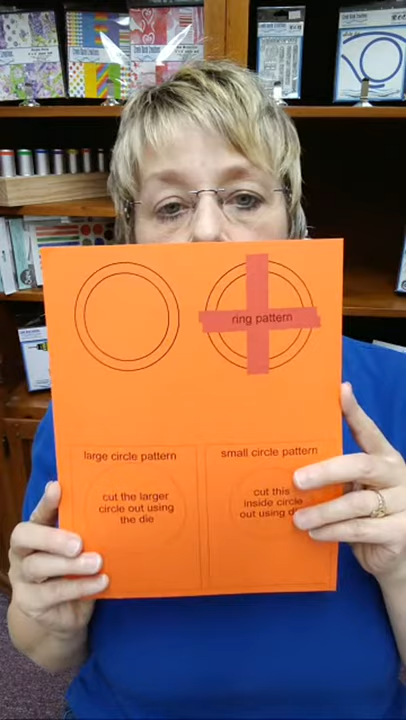 ring pattern
large circle pattern
small circle pattern
cut the larger
circle out using
the die
cut this
inside circle
out using